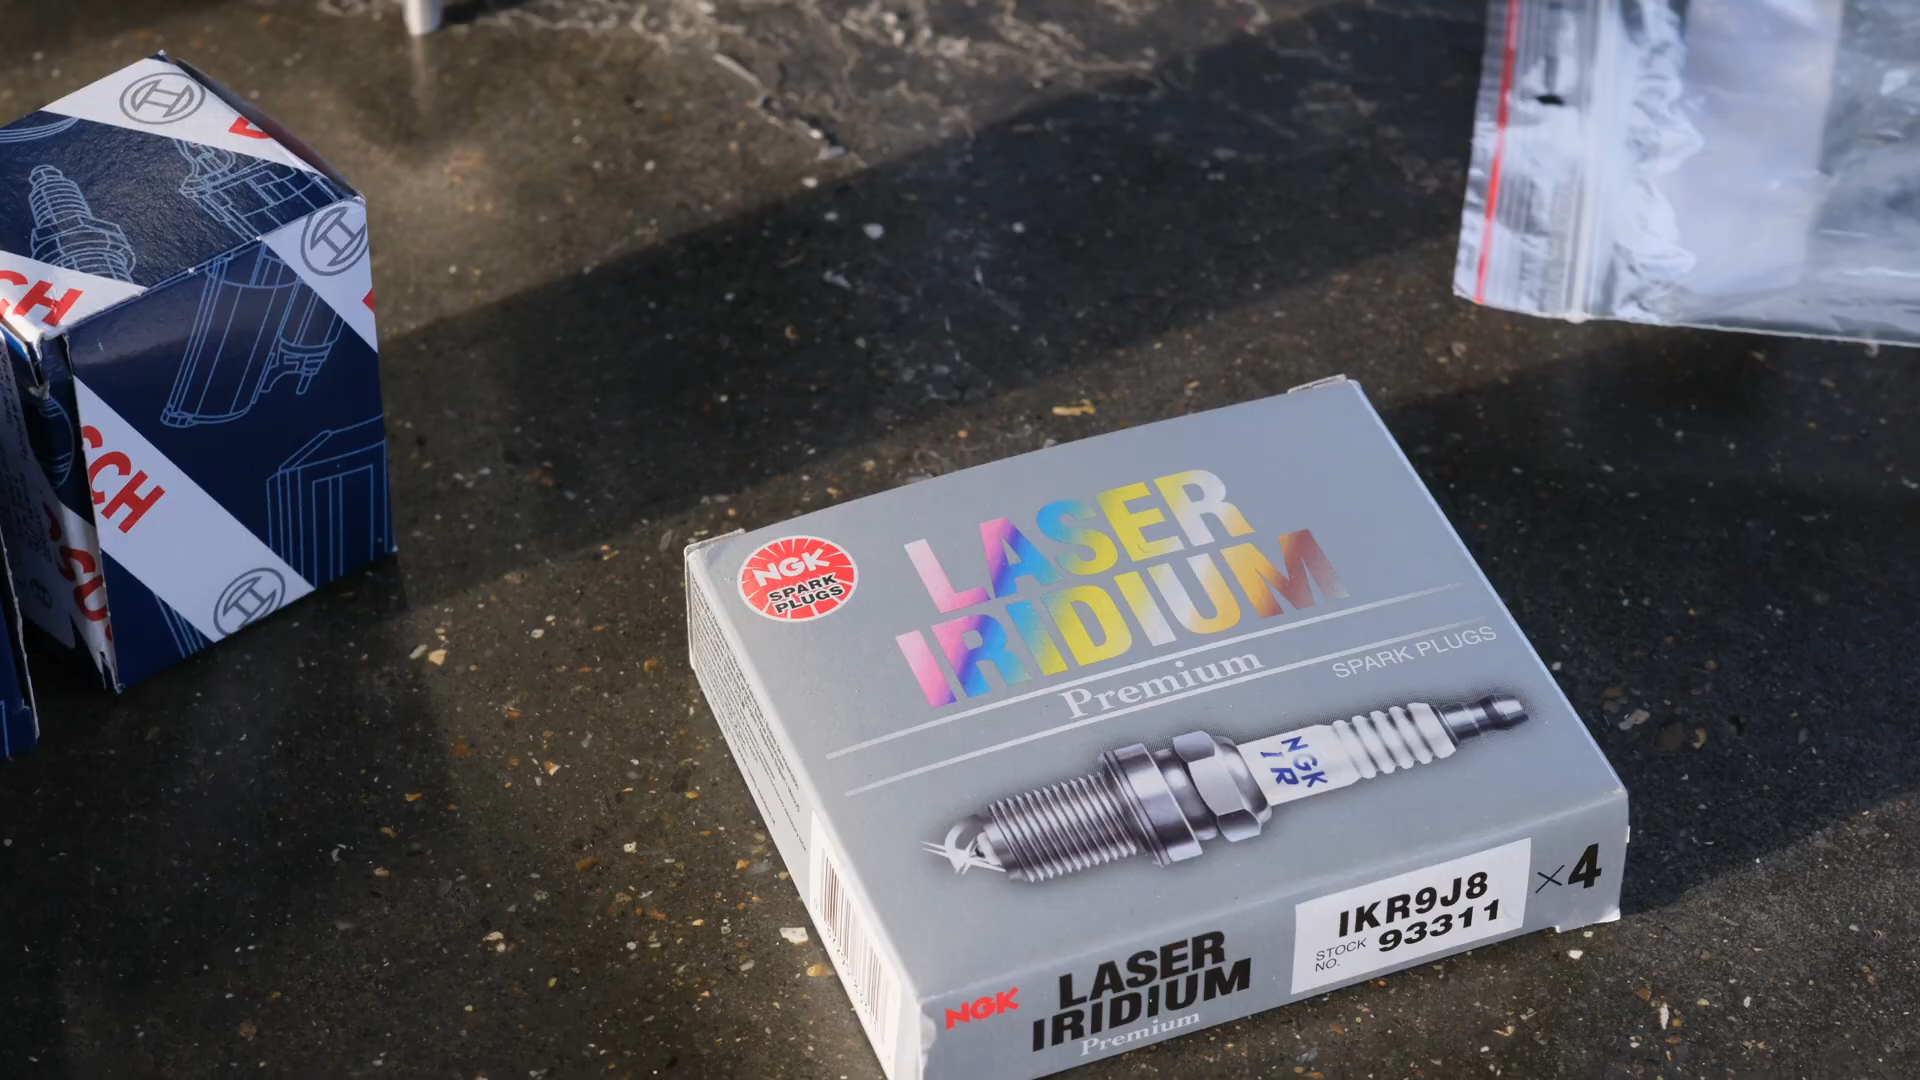 CH
SCH
NGK
SPARK
PLUGS
LASER
IRIDIUM
Premium
SPARK PLUGS
NGK
IR
NGK
LASER
IRIDIUM
Premium
IKR9J8
STOCK
NO. 93311
×4